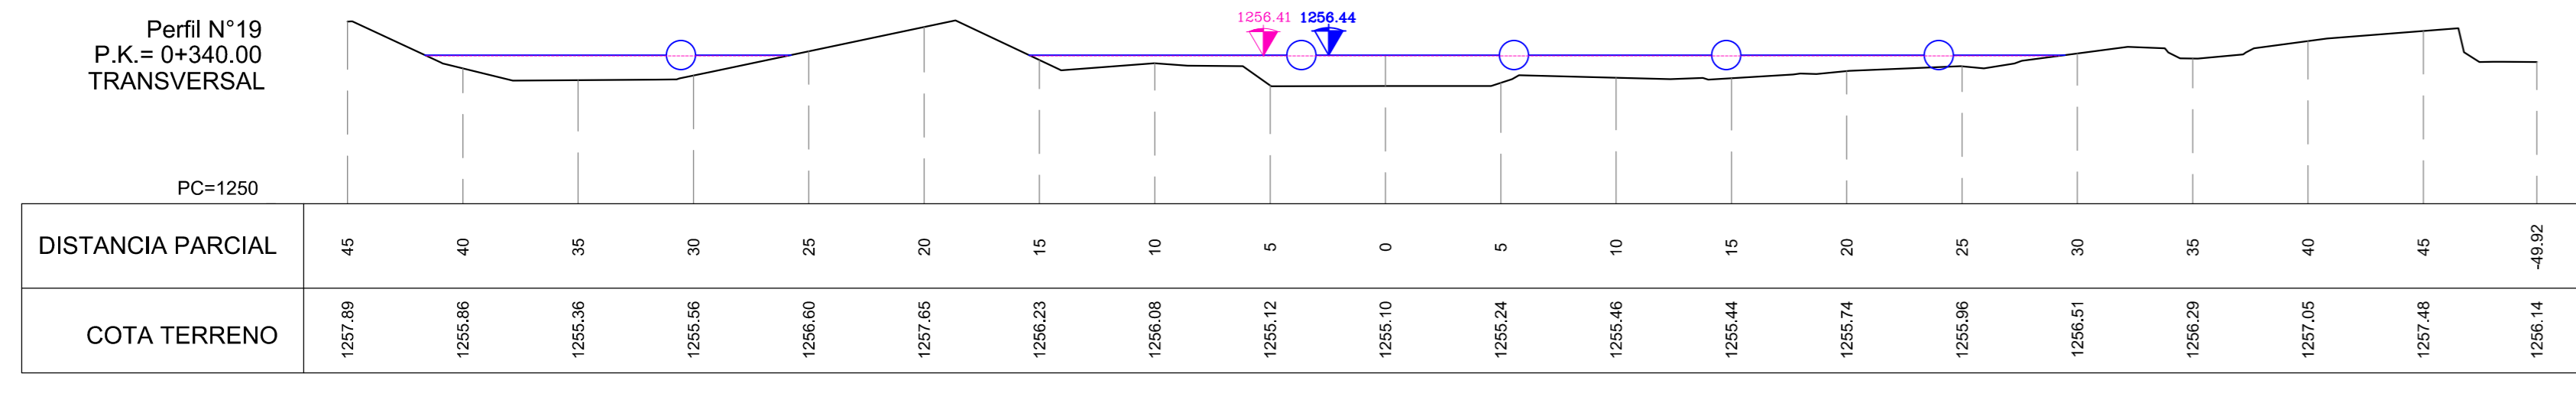 Perfil N°19
P.K.= 0+340.00
TRANSVERSAL
1256.41 1256.44
PC=1250
DISTANCIA PARCIAL 45 40 35 30 25 20 15 10 5 0 5 10 15 20 25 30 35 40 45 -49.92
COTA TERRENO 1257.89 1255.86 1255.36 1255.56 1256.60 1257.65 1256.23 1256.08 1255.12 1255.10 1255.24 1255.46 1255.44 1255.74 1255.96 1256.51 1256.29 1257.05 1257.48 1256.14